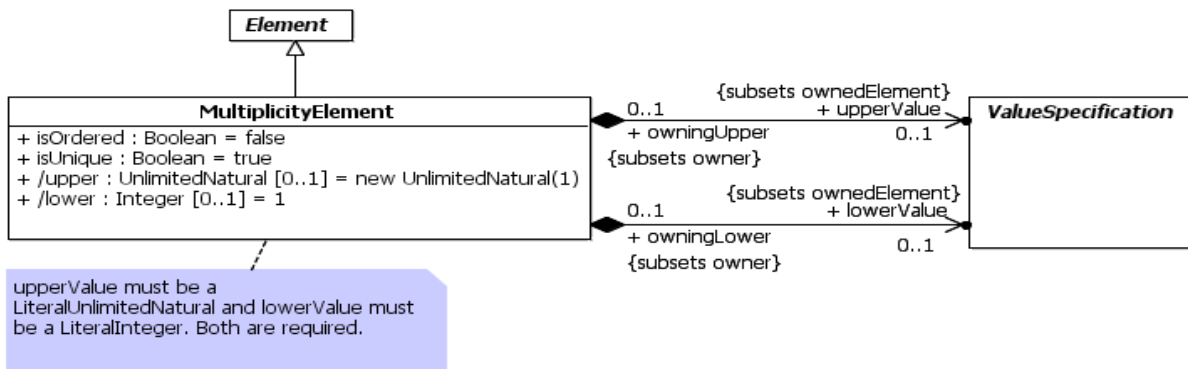 Element
MultiplicityElement
+ isOrdered : Boolean = false
+ isUnique : Boolean = true
+ /upper : UnlimitedNatural [0..1] = new UnlimitedNatural(1)
+ /lower : Integer [0..1] = 1
0..1
+ owningUpper
{subsets owner}
{subsets ownedElement}
+ upperValue
0..1
0..1
+ owningLower
{subsets owner}
{subsets ownedElement}
+ lowerValue
0..1
ValueSpecification
upperValue must be a
LiteralUnlimitedNatural and lowerValue must
be a LiteralInteger. Both are required.